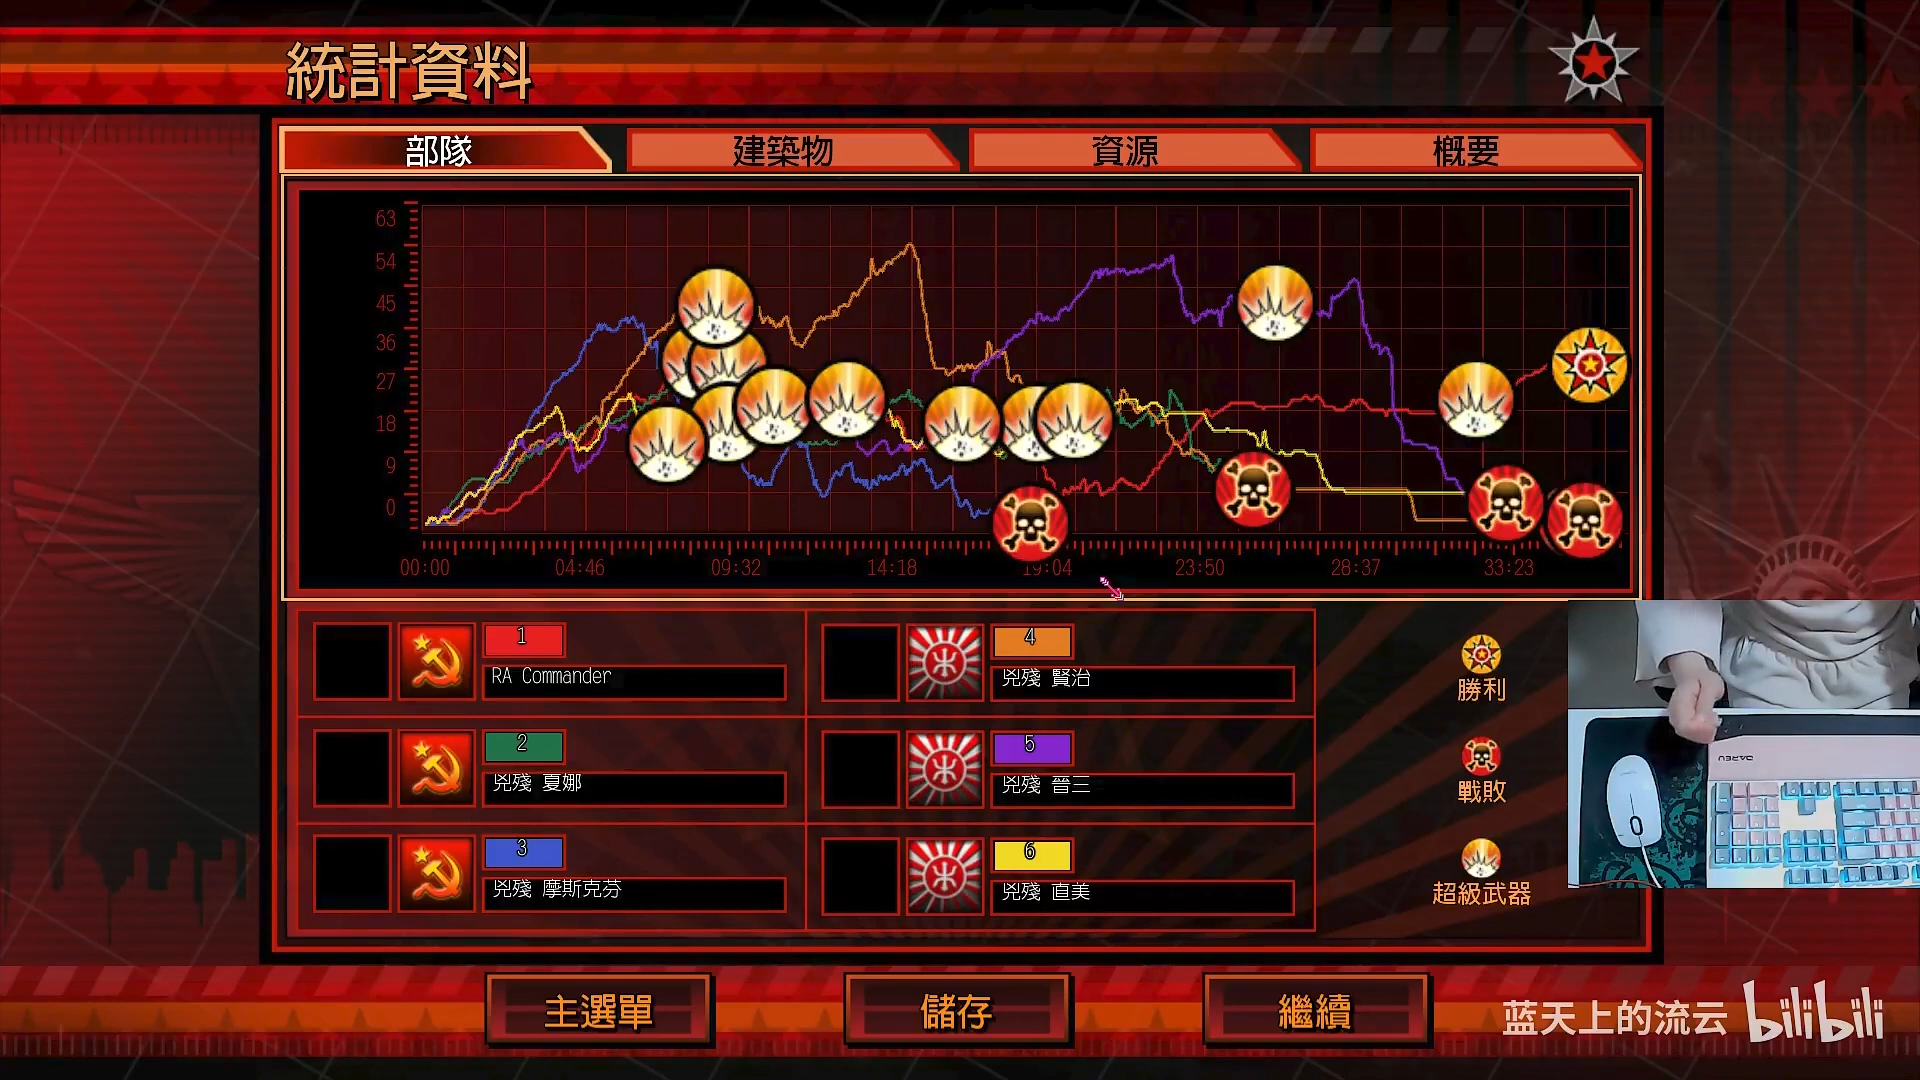 統計資料
部隊
建築物
資源
概要
63
54
45
36
27
18
9
0
00:00
04:46
09:32
14:18
19:04
23:50
28:37
33:23
1
RA Commander
4
兇殘 賢治
2
兇殘 夏娜
5
兇殘 晉三
3
兇殘 摩斯克芬
6
兇殘 直美
勝利
戰敗
超級武器
主選單
儲存
繼續
蓝天上的流云 bilibili